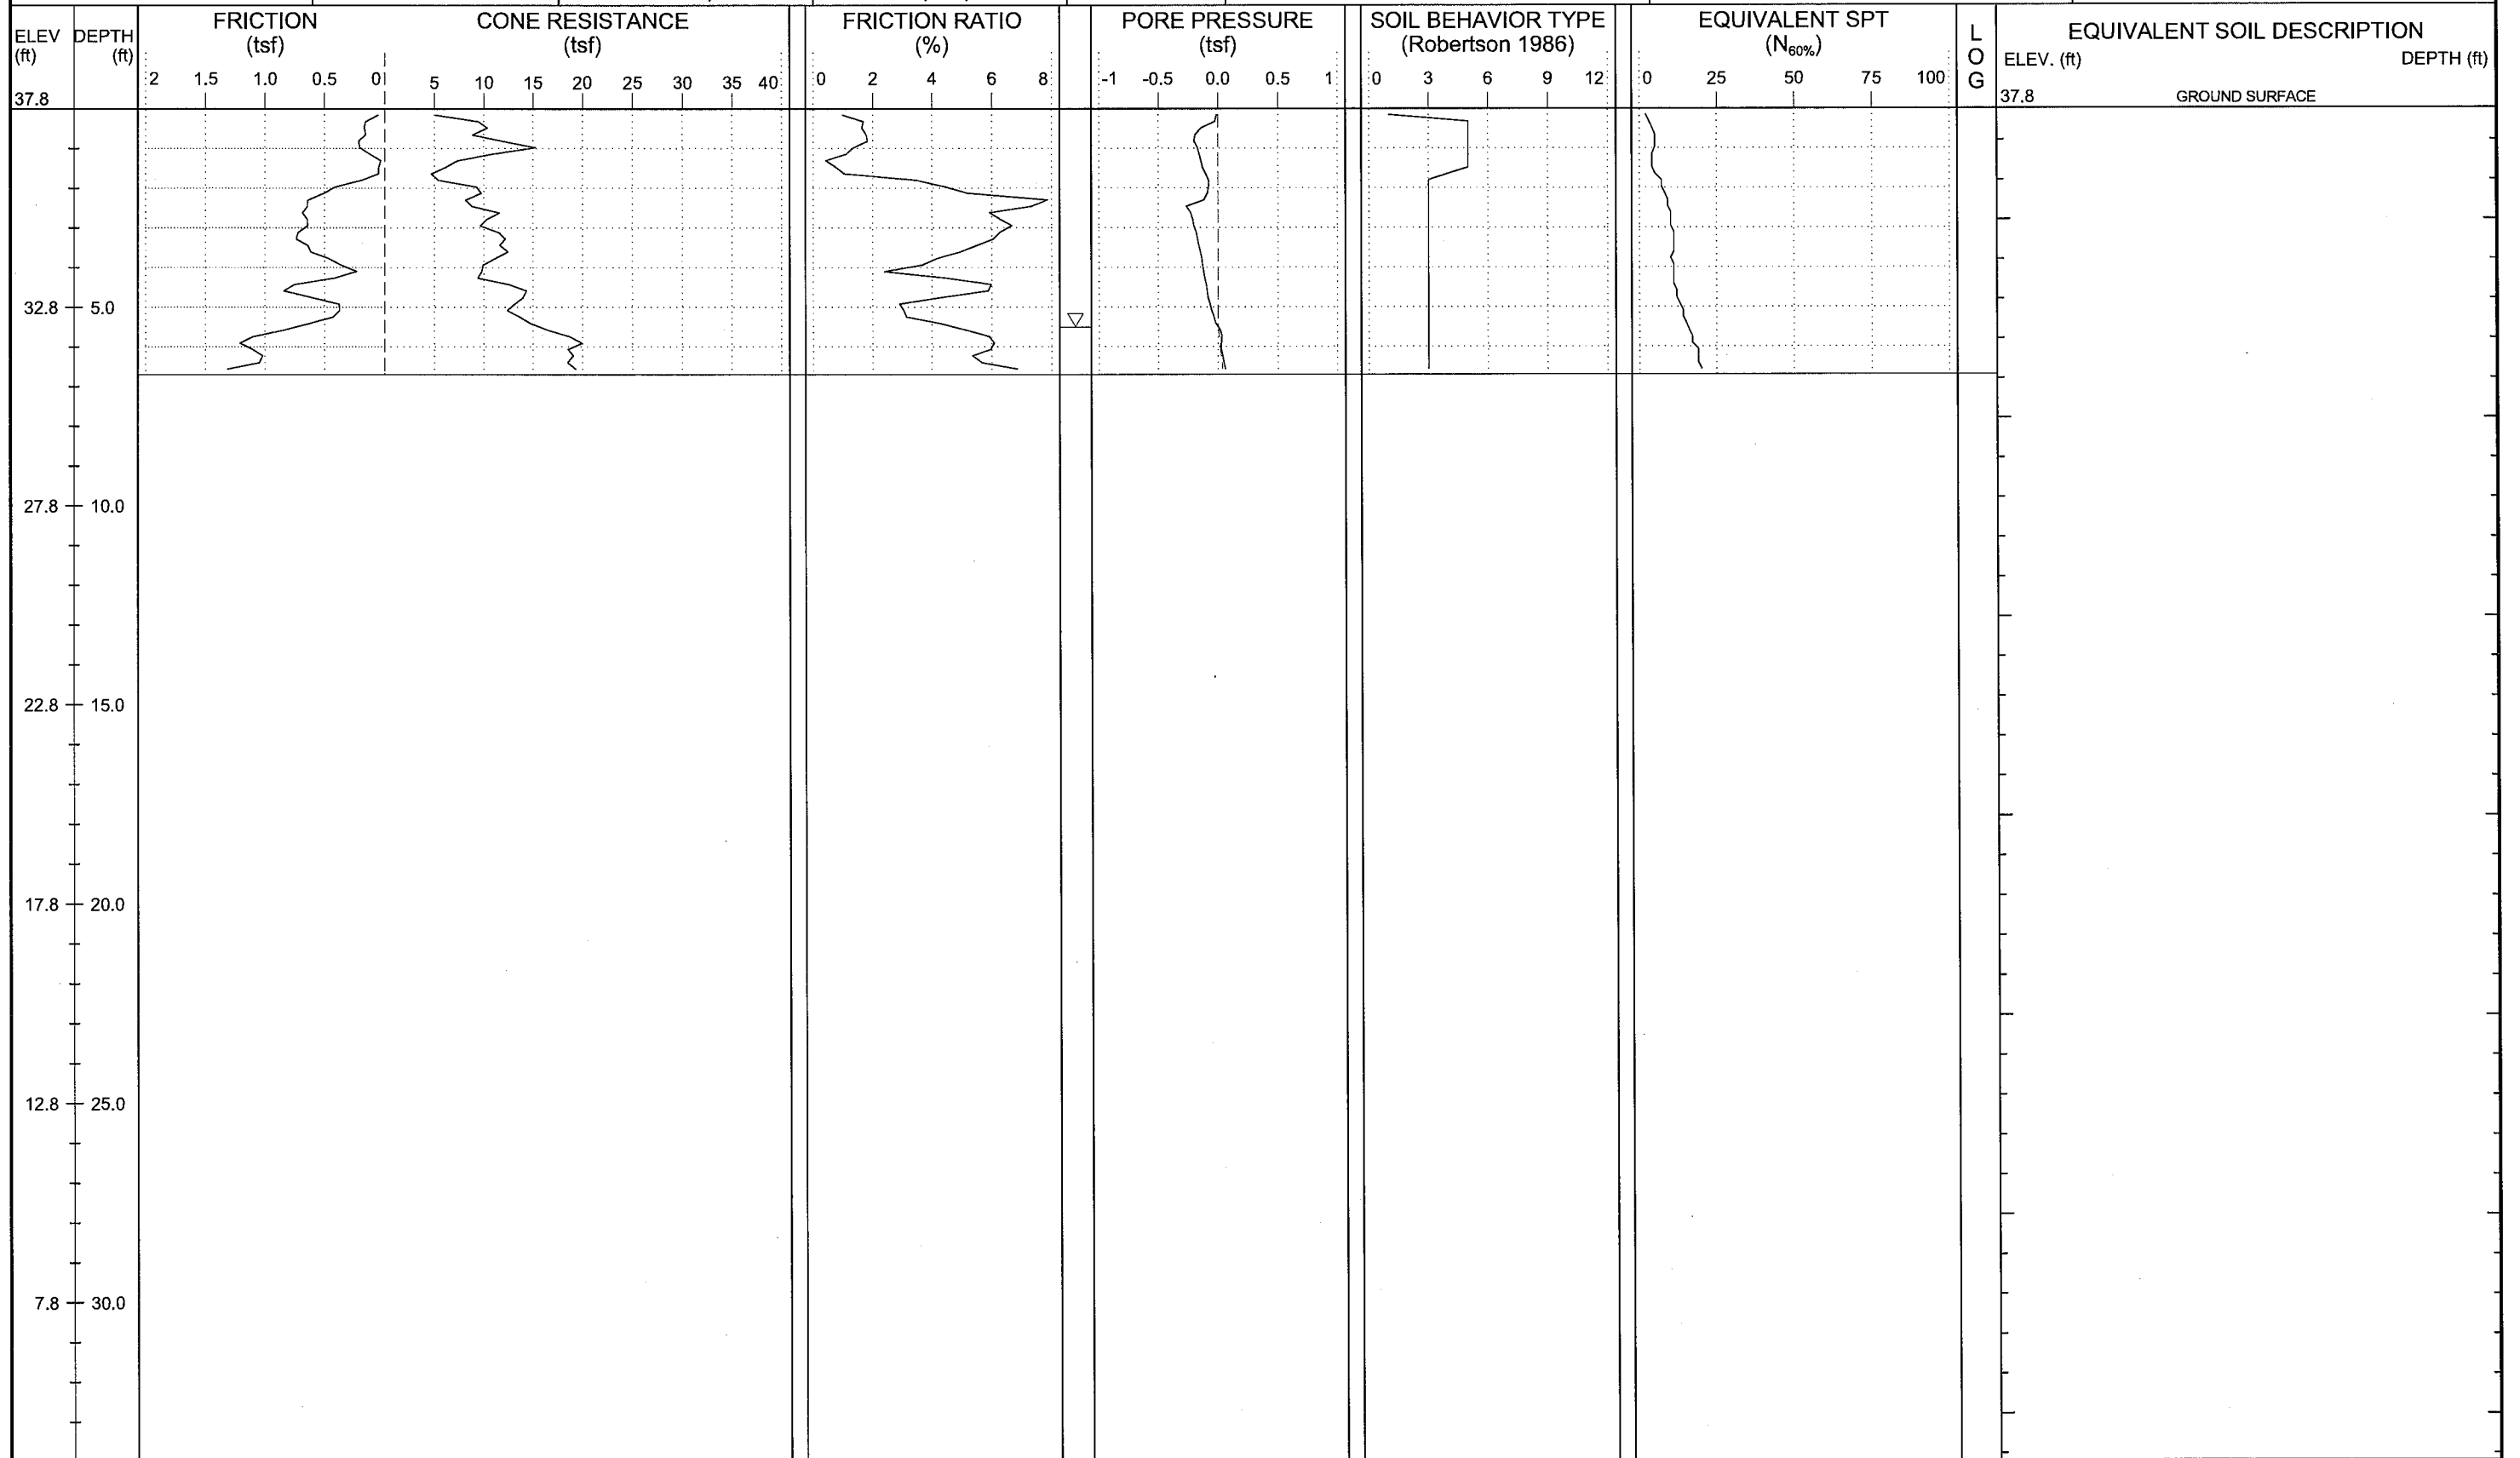 FRICTION CONE RESISTANCE FRICTION RATIO PORE PRESSURE SOIL BEHAVIOR TYPE EQUIVALENT SPT L O G EQUIVALENT SOIL DESCRIPTION
ELEV DEPTH (tsf) (tsf) (%) (tsf) (Robertson 1986) (N60%)
(ft) (ft) ELEV. (ft) DEPTH (ft)
2 1.5 1.0 0.5 0 5 10 15 20 25 30 35 40 0 2 4 6 8 -1 -0.5 0.0 0.5 1 0 3 6 9 12 0 25 50 75 100
37.8 37.8 GROUND SURFACE
32.8 5.0
27.8 10.0
22.8 15.0
17.8 20.0
12.8 25.0
7.8 30.0